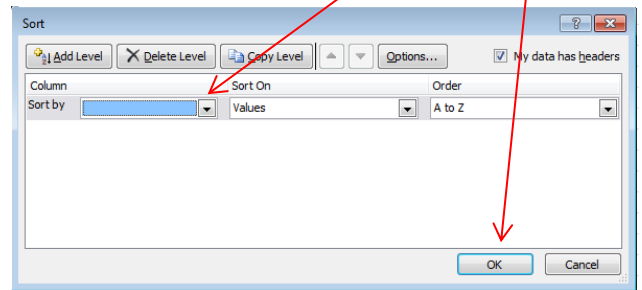 Sort
Add Level Delete Level Copy Level Options... My data has headers
Column Sort On Order
Sort by Values A to Z
OK Cancel